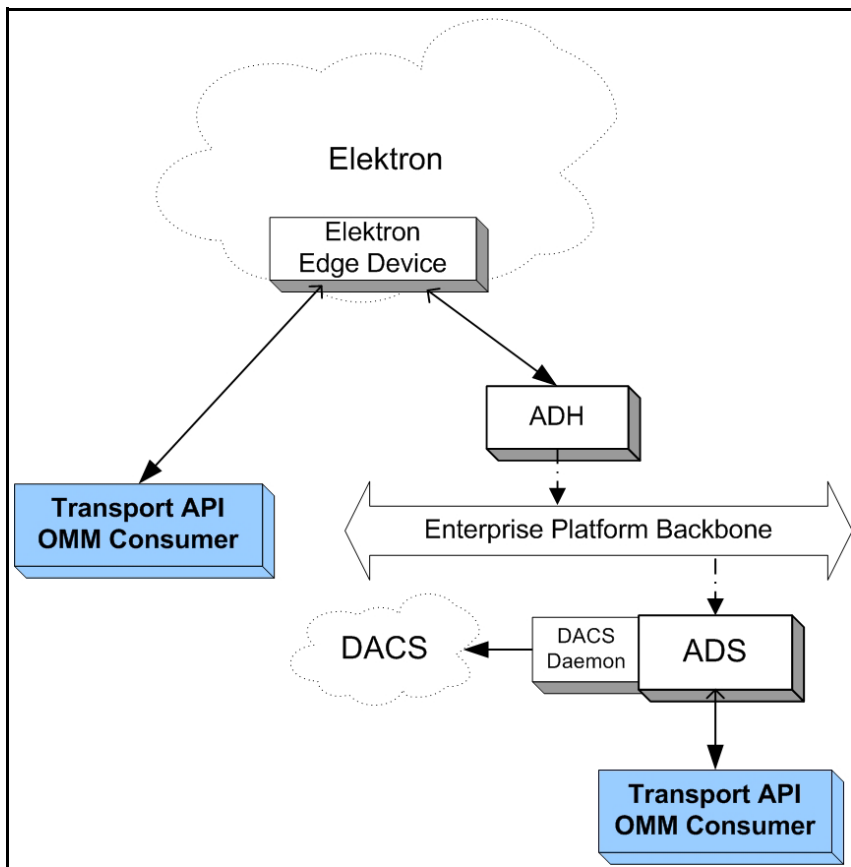 Elektron
Elektron
Edge Device
ADH
Transport API
OMM Consumer
Enterprise Platform Backbone
DACS
DACS
Daemon
ADS
Transport API
OMM Consumer